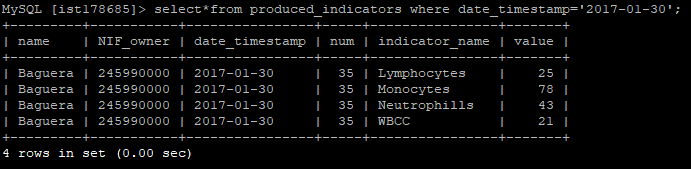 MySQL [ist178685]> select*from produced_indicators where date_timestamp='2017-01-30';
+---------+-----------+----------------+-----+----------------+-------+
| name    | NIF_owner | date_timestamp | num | indicator_name | value |
+---------+-----------+----------------+-----+----------------+-------+
| Baguera | 245990000 | 2017-01-30     |  35 | Lymphocytes    |    25 |
| Baguera | 245990000 | 2017-01-30     |  35 | Monocytes      |    78 |
| Baguera | 245990000 | 2017-01-30     |  35 | Neutrophills   |    43 |
| Baguera | 245990000 | 2017-01-30     |  35 | WBCC           |    21 |
+---------+-----------+----------------+-----+----------------+-------+
4 rows in set (0.00 sec)